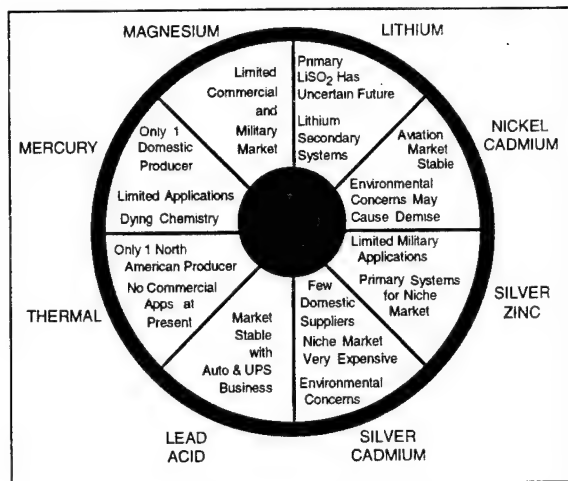 MAGNESIUM
LITHIUM
Limited
Commercial
and
Military
Market
Primary
LiSO2 Has
Uncertain Future
Lithium
Secondary
Systems
NICKEL
CADMIUM
Aviation
Market
Stable
Environmental
Concerns May
Cause Demise
SILVER
ZINC
Limited Military
Applications
Primary Systems
for Niche
Market
SILVER
CADMIUM
Few
Domestic
Suppliers
Niche Market
Very Expensive
Environmental
Concerns
LEAD
ACID
Market
Stable
with
Auto & UPS
Business
THERMAL
Only 1 North
American Producer
No Commercial
Apps at
Present
MERCURY
Only 1
Domestic
Producer
Limited Applications
Dying Chemistry